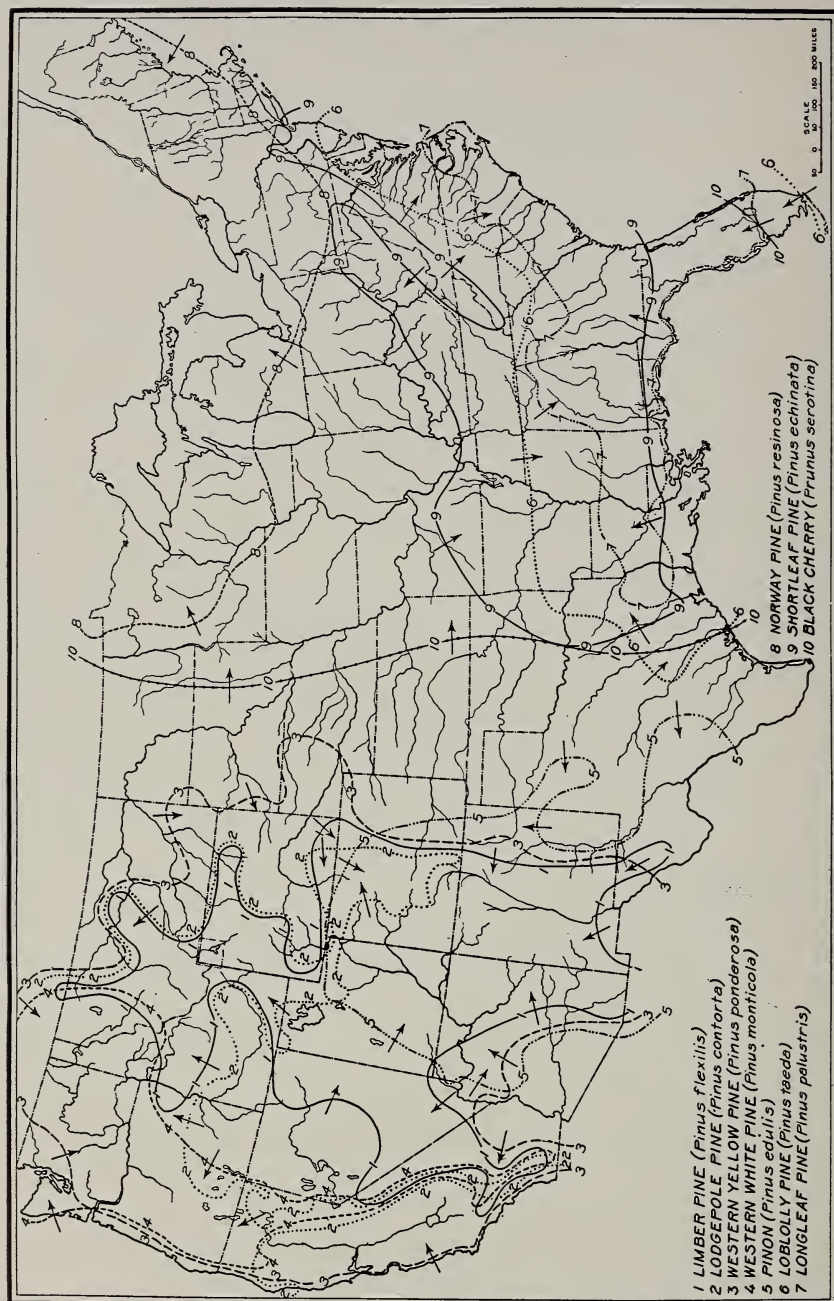 1 LIMBER PINE (Pinus flexilis)
2 LODGEPOLE PINE (Pinus contorta)
3 WESTERN YELLOW PINE (Pinus ponderosa)
4 WESTERN WHITE PINE (Pinus monticola)
5 PINON (Pinus edulis)
6 LOBLOLLY PINE (Pinus taeda)
7 LONGLEAF PINE (Pinus palustris)
8 NORWAY PINE (Pinus resinosa)
9 SHORTLEAF PINE (Pinus echinata)
10 BLACK CHERRY (Prunus serotina)
SCALE
50 0 50 100 150 200 MILES